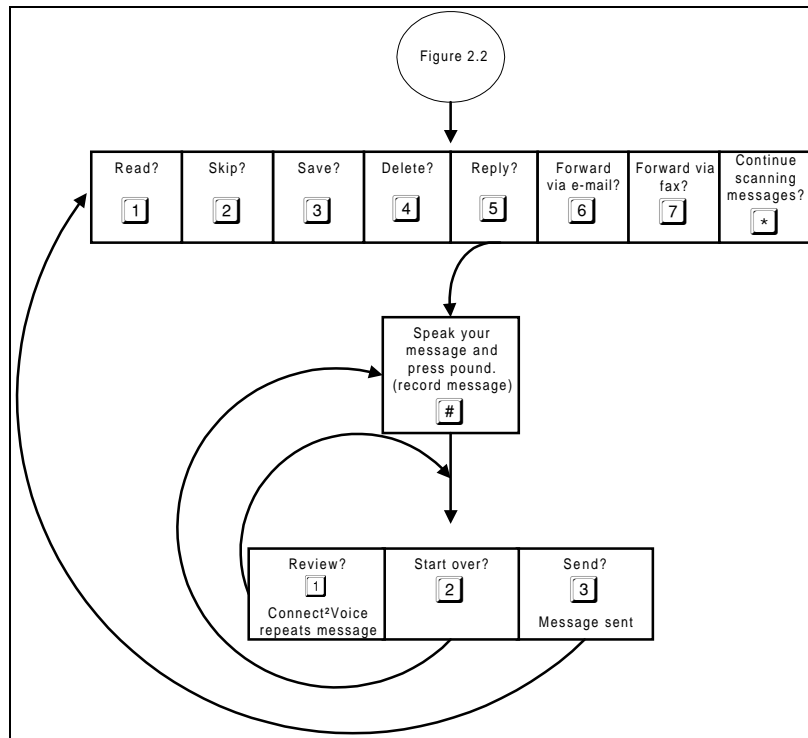 Figure 2.2
Read?
1
Skip?
2
Save?
3
Delete?
4
Reply?
5
Forward
via e-mail?
6
Forward via
fax?
7
Continue
scanning
messages?
*
Speak your
message and
press pound.
(record message)
#
Review?
1
Connect²Voice
repeats message
Start over?
2
Send?
3
Message sent